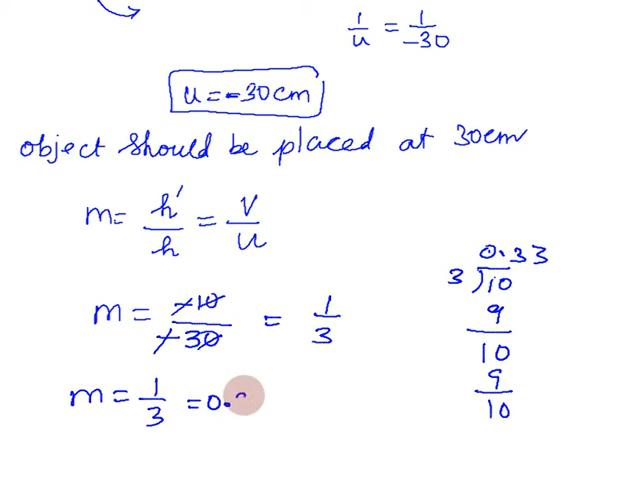 1/u = 1/-30
u = -30cm
object should be placed at 30cm
m = h'/h = v/u
m = -10/-30 = 1/3
m = 1/3 = 0.
0.33
3)10
9
10
9
10